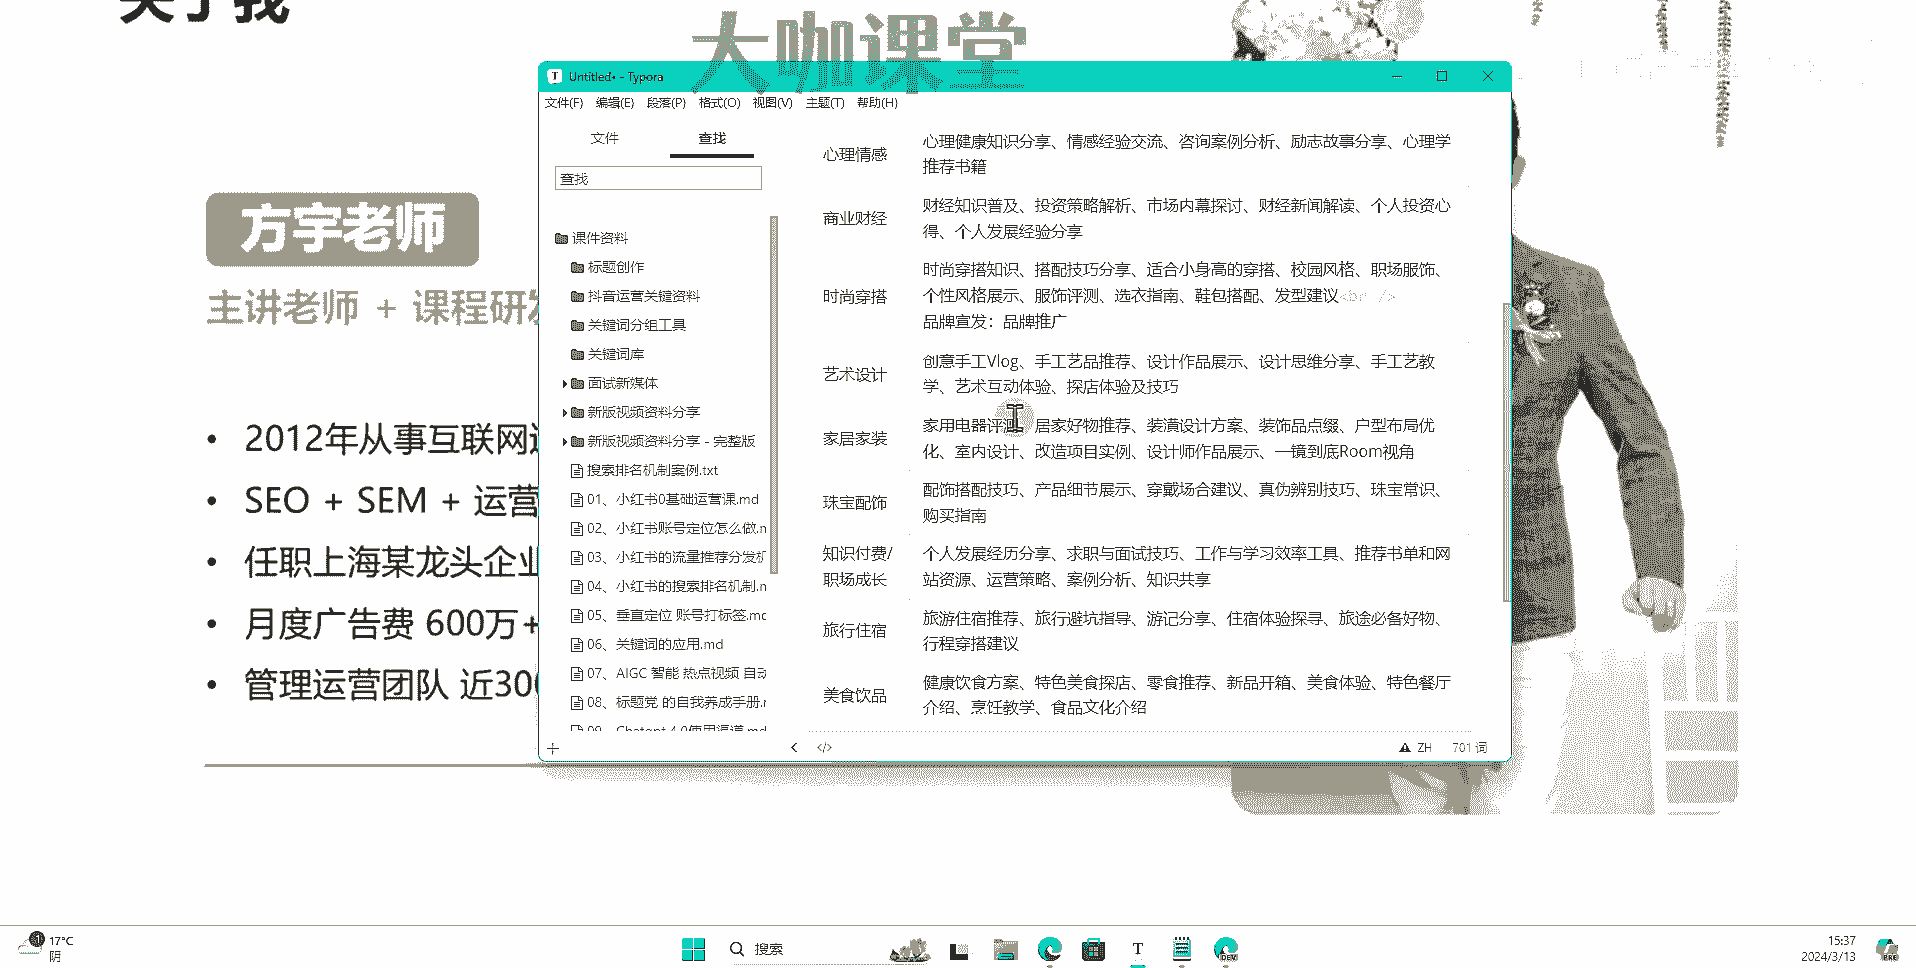 关于我
大咖课堂
方宇老师
主讲老师 + 课程研发
2012年从事互联网
SEO + SEM + 运营
任职上海某龙头企业
月度广告费 600万+
管理运营团队 近300
Untitled• - Typora
文件(F) 编辑(E) 段落(P) 格式(O) 视图(V) 主题(T) 帮助(H)
文件 查找
查找
课件资料
标题创作
抖音运营关键资料
关键词分组工具
关键词库
面试新媒体
新版视频资料分享
新版视频资料分享 - 完整版
搜索排名机制案例.txt
01、小红书0基础运营课.md
02、小红书账号定位怎么做.m
03、小红书的流量推荐分发机
04、小红书的搜索排名机制.m
05、垂直定位 账号打标签.md
06、关键词的应用.md
07、AIGC 智能 热点视频 自动
08、标题党 的自我养成手册.m
09、Chatgpt 4.0使用渠道.md
心理情感
心理健康知识分享、情感经验交流、咨询案例分析、励志故事分享、心理学
推荐书籍
商业财经
财经知识普及、投资策略解析、市场内幕探讨、财经新闻解读、个人投资心
得、个人发展经验分享
时尚穿搭
时尚穿搭知识、搭配技巧分享、适合小身高的穿搭、校园风格、职场服饰、
个性风格展示、服饰评测、选衣指南、鞋包搭配、发型建议<br />
品牌宣发：品牌推广
艺术设计
创意手工Vlog、手工艺品推荐、设计作品展示、设计思维分享、手工艺教
学、艺术互动体验、探店体验及技巧
家居家装
家用电器评测、居家好物推荐、装潢设计方案、装饰品点缀、户型布局优
化、室内设计、改造项目实例、设计师作品展示、一镜到底Room视角
珠宝配饰
配饰搭配技巧、产品细节展示、穿戴场合建议、真伪辨别技巧、珠宝常识、
购买指南
知识付费/
职场成长
个人发展经历分享、求职与面试技巧、工作与学习效率工具、推荐书单和网
站资源、运营策略、案例分析、知识共享
旅行住宿
旅游住宿推荐、旅行避坑指导、游记分享、住宿体验探寻、旅途必备好物、
行程穿搭建议
美食饮品
健康饮食方案、特色美食探店、零食推荐、新品开箱、美食体验、特色餐厅
介绍、烹饪教学、食品文化介绍
</> ZH 701 词
1 17°C
阴
搜索
T
DEV
15:37
2024/3/13
PRE